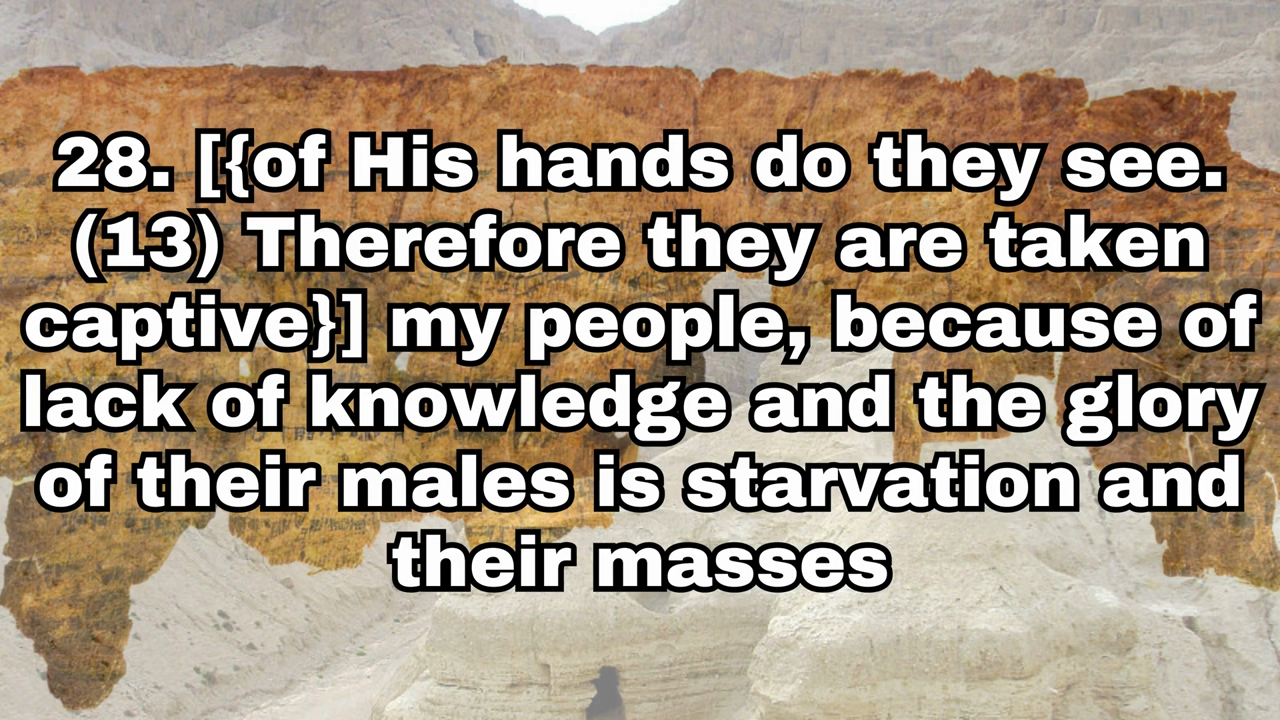 28. [{of His hands do they see.
(13) Therefore they are taken
captive}] my people, because of
lack of knowledge and the glory
of their males is starvation and
their masses